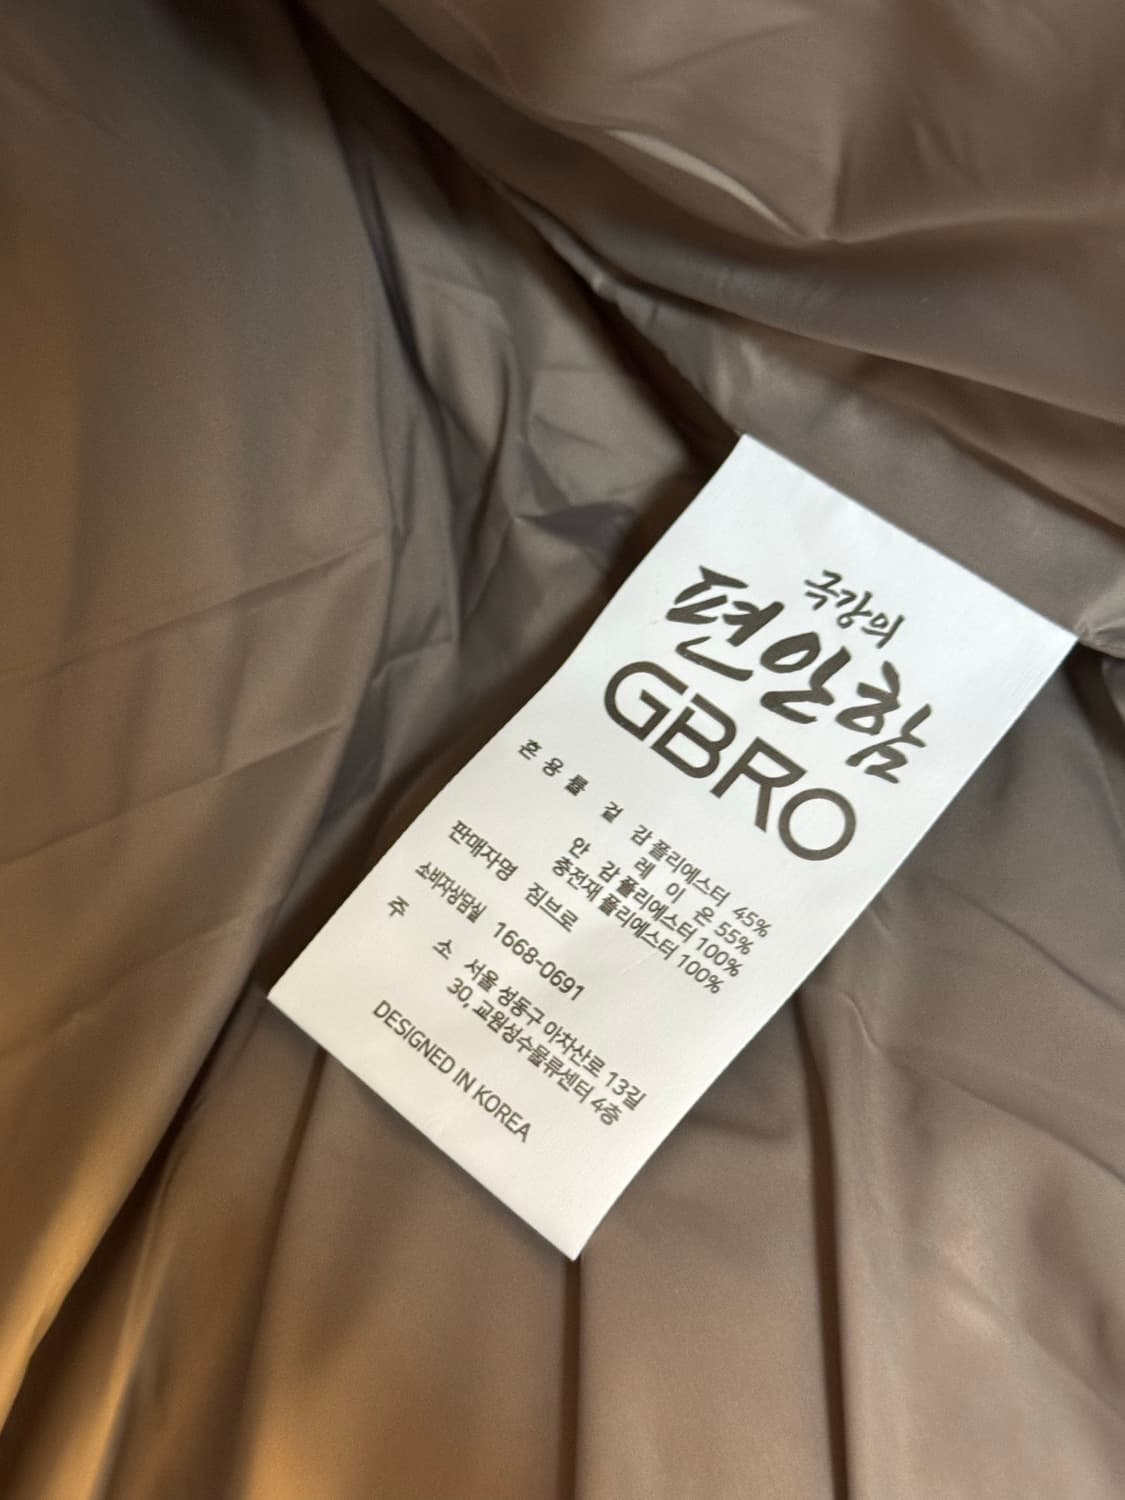 극강의
편안함
GBRO
혼용률 겉 감 폴리에스터 45%
레 이 온 55%
안 감 폴리에스터 100%
충전재 폴리에스터 100%
판매자명 짐브로
소비자상담실 1668-0691
주 소 서울 성동구 아차산로 13길
30, 교원성수물류센터 4층
DESIGNED IN KOREA